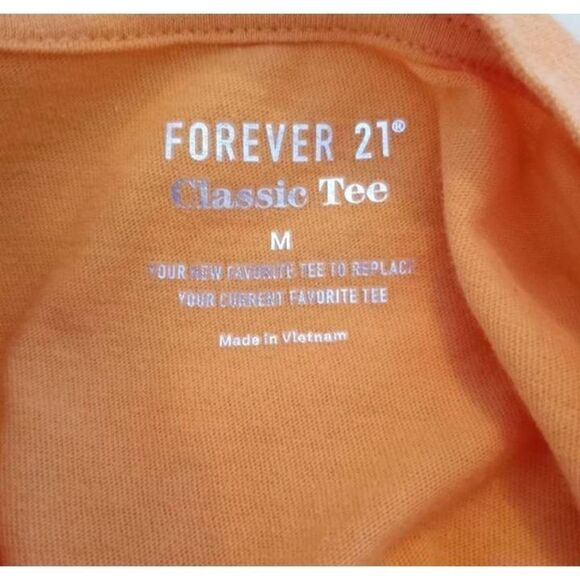 FOREVER 21®
Classic Tee
M
YOUR NEW FAVORITE TEE TO REPLACE
YOUR CURRENT FAVORITE TEE
Made in Vietnam